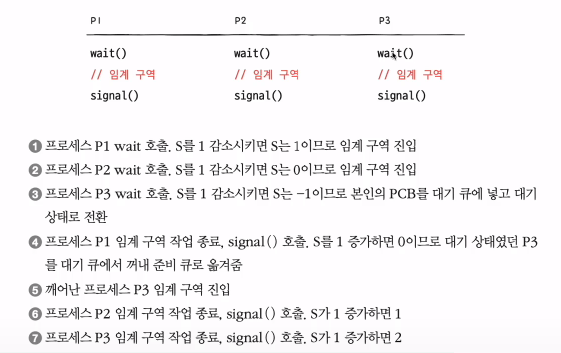 P1 P2 P3
wait() wait() wait()
// 임계 구역 // 임계 구역 // 임계 구역
signal() signal() signal()
1 프로세스 P1 wait 호출. S를 1 감소시키면 S는 1이므로 임계 구역 진입
2 프로세스 P2 wait 호출. S를 1 감소시키면 S는 0이므로 임계 구역 진입
3 프로세스 P3 wait 호출. S를 1 감소시키면 S는 -1이므로 본인의 PCB를 대기 큐에 넣고 대기
상태로 전환
4 프로세스 P1 임계 구역 작업 종료, signal() 호출. S를 1 증가하면 0이므로 대기 상태였던 P3
를 대기 큐에서 꺼내 준비 큐로 옮겨줌
5 깨어난 프로세스 P3 임계 구역 진입
6 프로세스 P2 임계 구역 작업 종료, signal() 호출. S가 1 증가하면 1
7 프로세스 P3 임계 구역 작업 종료, signal() 호출. S가 1 증가하면 2